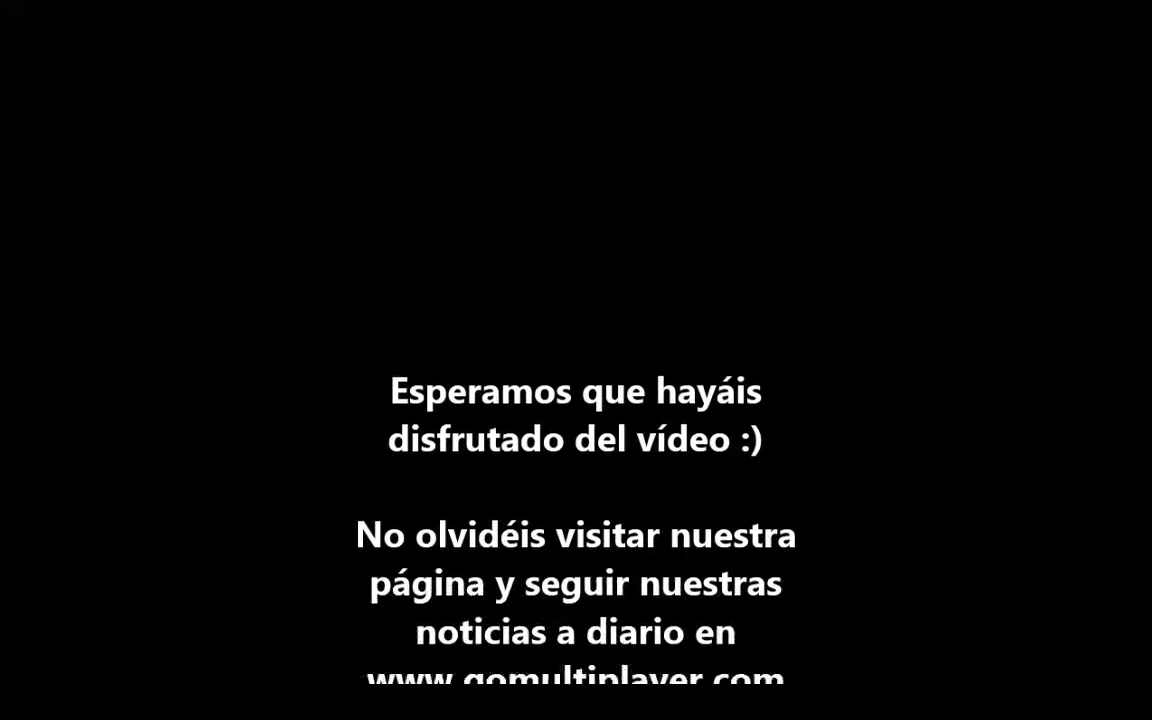 Esperamos que hayáis
disfrutado del vídeo :)
No olvidéis visitar nuestra
página y seguir nuestras
noticias a diario en
www.gomultiplayer.com